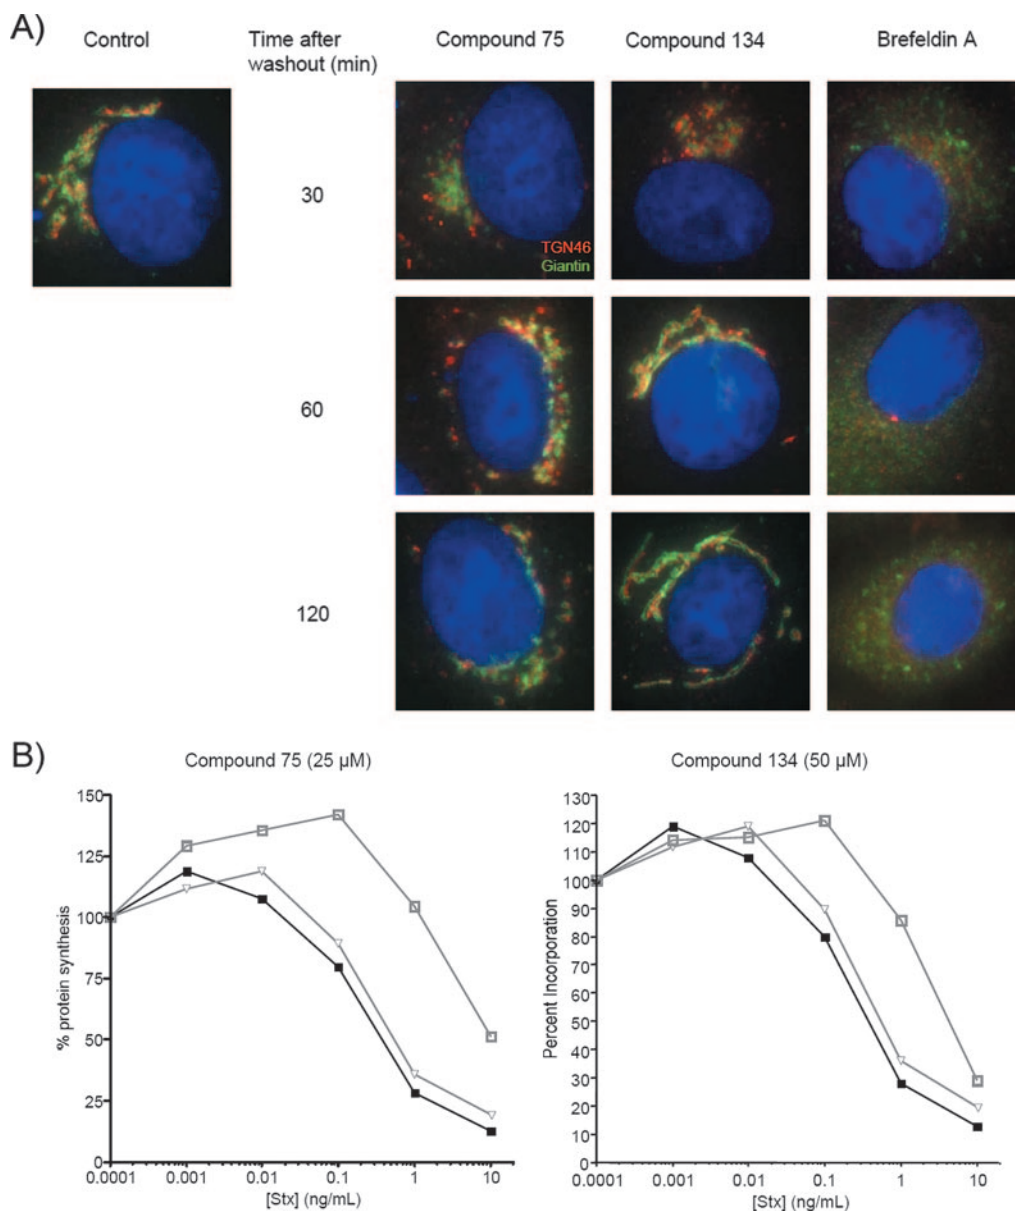 A)
Control
Time after
washout (min)
Compound 75
Compound 134
Brefeldin A
30
TGN46
Giantin
60
120
B)
Compound 75 (25 µM)
150
125
100
75
50
25
0
% protein synthesis
0.0001
0.001
0.01
0.1
1
10
[Stx] (ng/mL)
Compound 134 (50 µM)
130
120
110
100
90
80
70
60
50
40
30
20
10
0
Percent Incorporation
0.0001
0.001
0.01
0.1
1
10
[Stx] (ng/mL)